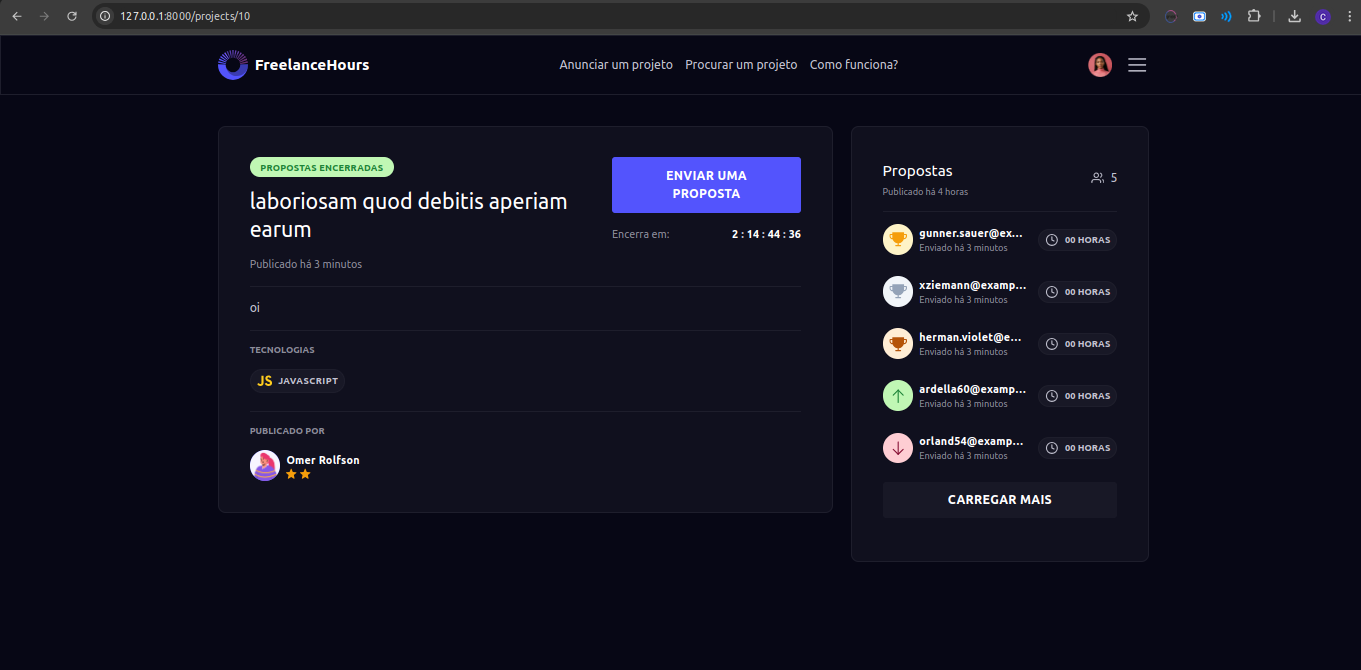 127.0.0.1:8000/projects/10
C
FreelanceHours
Anunciar um projeto
Procurar um projeto
Como funciona?
PROPOSTAS ENCERRADAS
laboriosam quod debitis aperiam
earum
Publicado há 3 minutos
ENVIAR UMA
PROPOSTA
Encerra em: 2 : 14 : 44 : 36
oi
TECNOLOGIAS
JS JAVASCRIPT
PUBLICADO POR
Omer Rolfson
Propostas
5
Publicado há 4 horas
gunner.sauer@ex...
Enviado há 3 minutos
00 HORAS
xziemann@examp...
Enviado há 3 minutos
00 HORAS
herman.violet@e...
Enviado há 3 minutos
00 HORAS
ardella60@examp...
Enviado há 3 minutos
00 HORAS
orland54@examp...
Enviado há 3 minutos
00 HORAS
CARREGAR MAIS